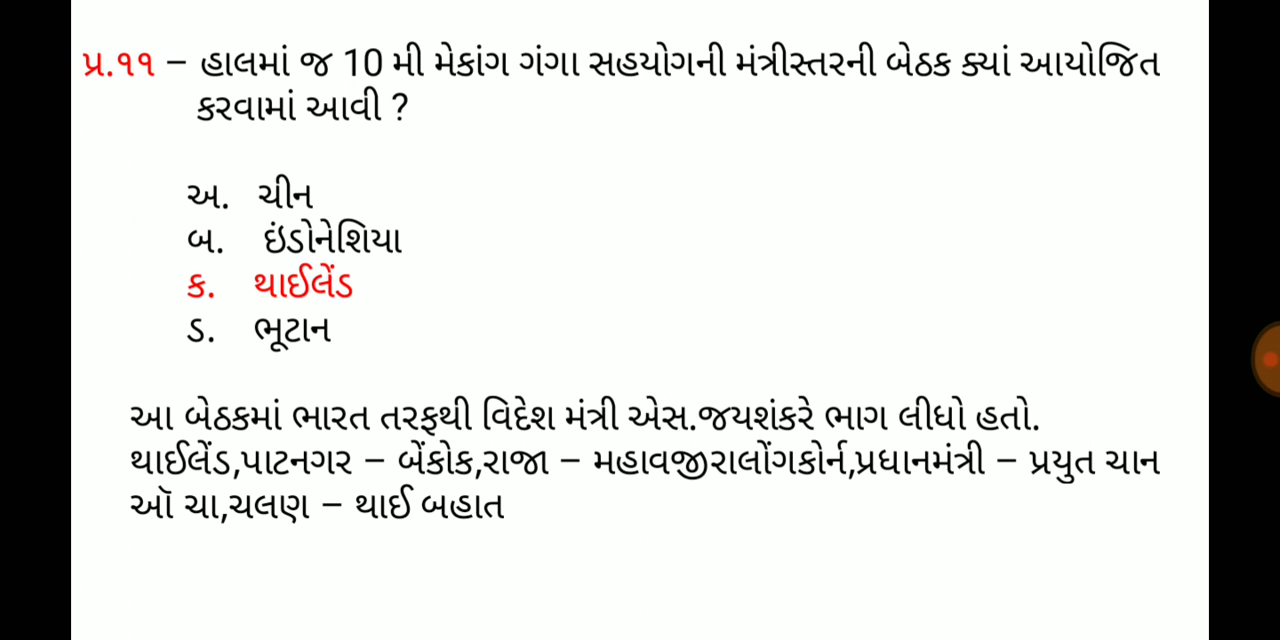 પ્ર.૧૧ – હાલમાં જ 10 મી મેકાંગ ગંગા સહયોગની મંત્રીસ્તરની બેઠક ક્યાં આયોજિત
કરવામાં આવી ?
અ. ચીન
બ. ઇંડોનેશિયા
ક. થાઈલેંડ
ડ. ભૂટાન
આ બેઠકમાં ભારત તરફથી વિદેશ મંત્રી એસ.જયશંકરે ભાગ લીધો હતો.
થાઈલેંડ,પાટનગર – બેંકોક,રાજા – મહાવજીરાલોંગકોર્ન,પ્રધાનમંત્રી – પ્રયુત ચાન
ઑ ચા,ચલણ – થાઈ બહાત